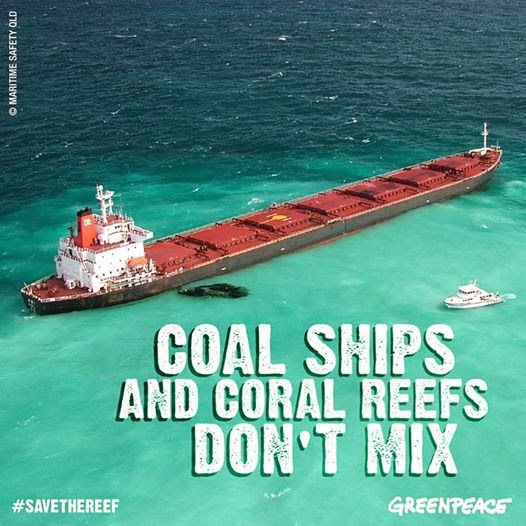 © MARITIME SAFETY QLD
COAL SHIPS
AND CORAL REEFS
DON'T MIX
#SAVETHEREEF
GREENPEACE